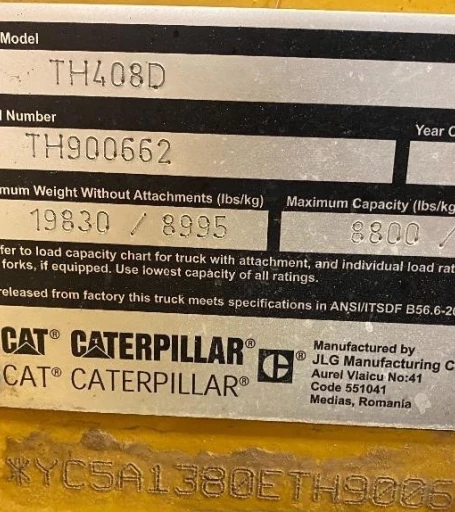 Model
TH408D
Number
TH900662
Year
Weight Without Attachments (lbs/kg)
Maximum Capacity (lbs/kg
19830 / 8995
8800 /
to load capacity chart for truck with attachment, and individual load
forks, if equipped. Use lowest capacity of all ratings.
released from factory this truck meets specifications in ANSI/ITSDF B56.6-20
CAT® CATERPILLAR® C ®
CAT® CATERPILLAR®
Manufactured by
JLG Manufacturing C
Aurel Vlaicu No:41
Code 551041
Medias, Romania
*YC5A1380ETH9006